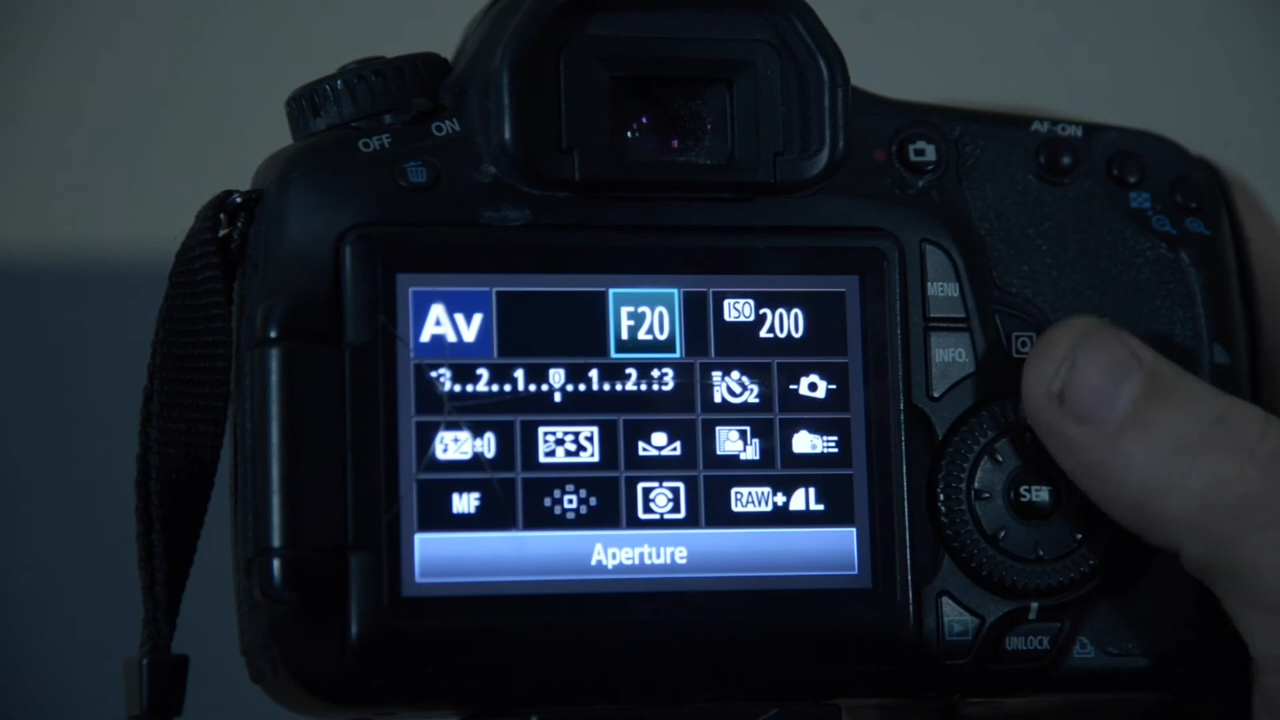 OFF ON
AF-ON
Av F20 ISO 200
MENU
-3..2..1..0..1..2.+3 2
INFO.
Q
±0 S
MF RAW+L
SET
Aperture
UNLOCK